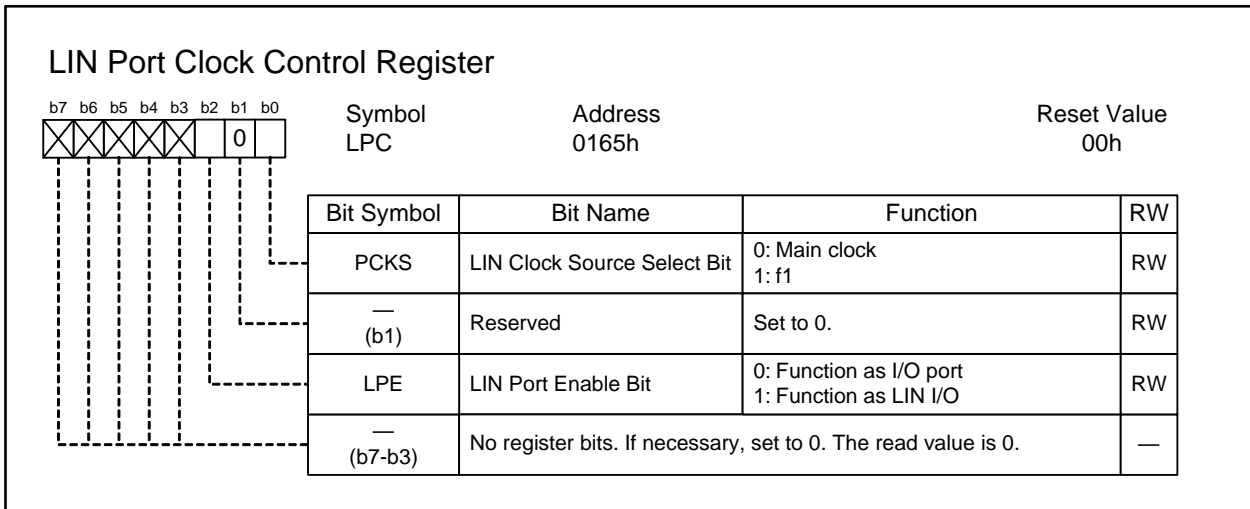 LIN Port Clock Control Register
b7 b6 b5 b4 b3 b2 b1 b0
0
Symbol Address Reset Value
LPC 0165h 00h
Bit Symbol Bit Name Function RW
PCKS LIN Clock Source Select Bit 0: Main clock RW
1: f1
— (b1) Reserved Set to 0. RW
LPE LIN Port Enable Bit 0: Function as I/O port RW
1: Function as LIN I/O
— (b7-b3) No register bits. If necessary, set to 0. The read value is 0. —